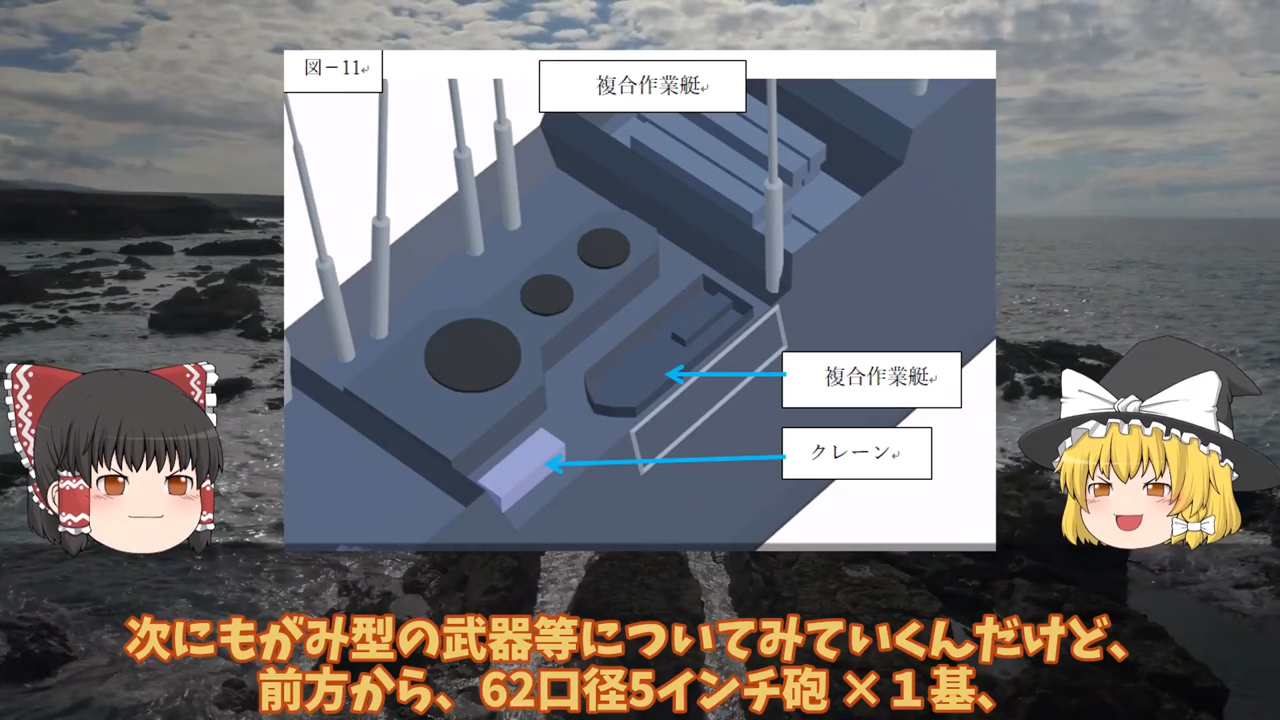 図－11
複合作業艇
複合作業艇
クレーン
次にもがみ型の武器等についてみていくんだけど、
前方から、62口径5インチ砲 ×１基、